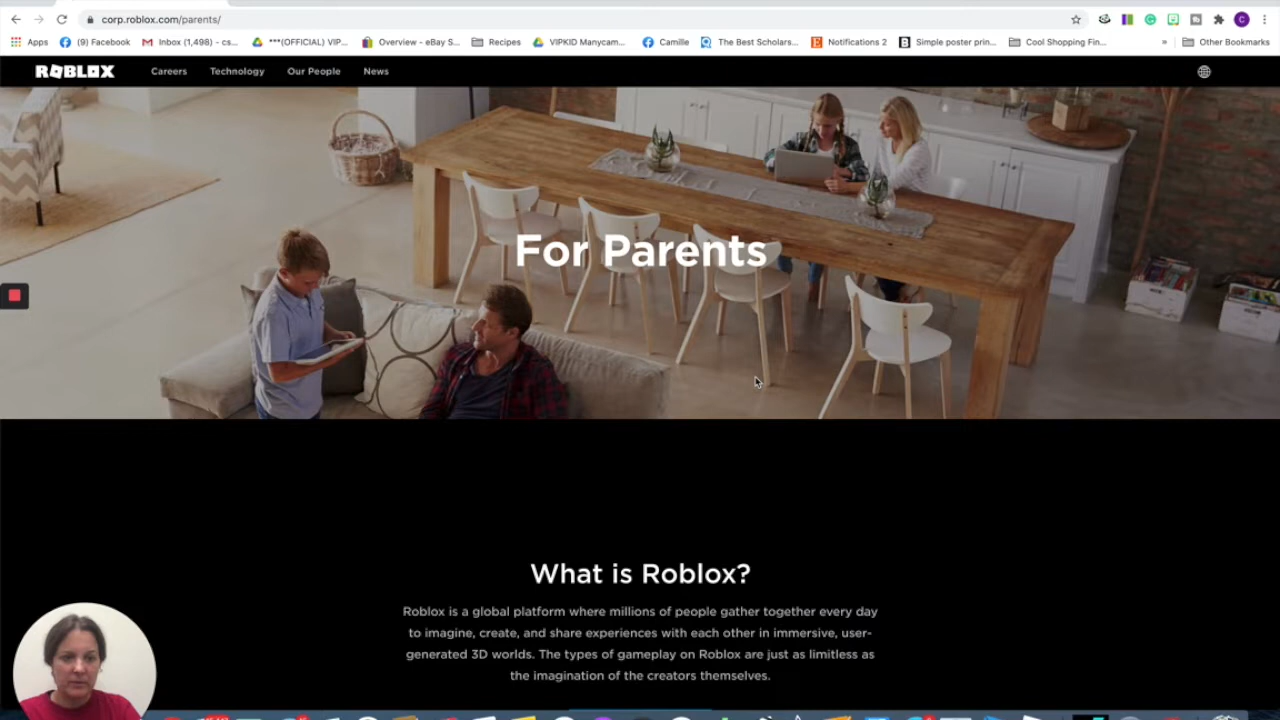 corp.roblox.com/parents/
Apps (9) Facebook Inbox (1,498) - cs... ***(OFFICIAL) VIP... Overview - eBay S... Recipes VIPKID Manycam... Camille The Best Scholars... Notifications 2 Simple poster prin... Cool Shopping Fin... » Other Bookmarks
ROBLOX Careers Technology Our People News
For Parents
What is Roblox?
Roblox is a global platform where millions of people gather together every day
to imagine, create, and share experiences with each other in immersive, user-
generated 3D worlds. The types of gameplay on Roblox are just as limitless as
the imagination of the creators themselves.